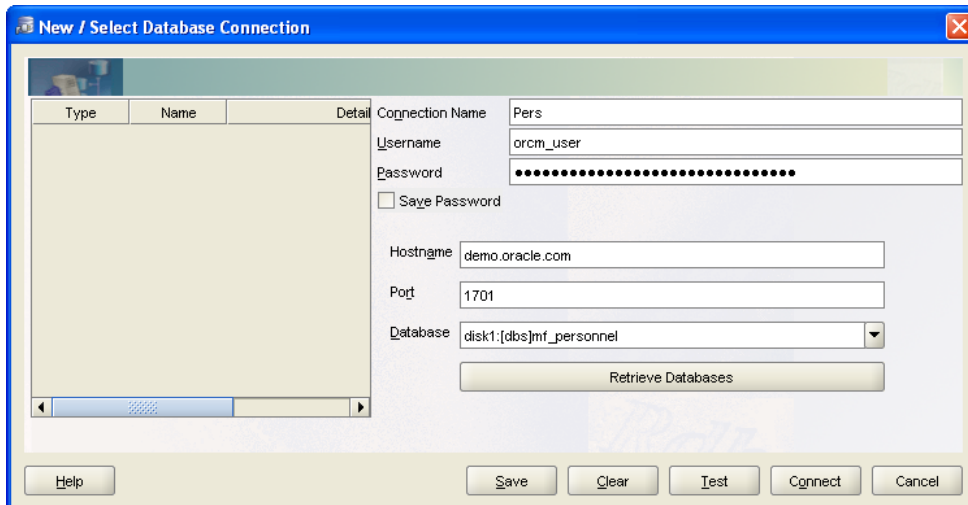 New / Select Database Connection
Type Name Detail
Connection Name Pers
Username orcm_user
Password •••••••••••••••••••••••••••••••
Save Password
Hostname demo.oracle.com
Port 1701
Database disk1:[dbs]mf_personnel
Retrieve Databases
Help Save Clear Test Connect Cancel